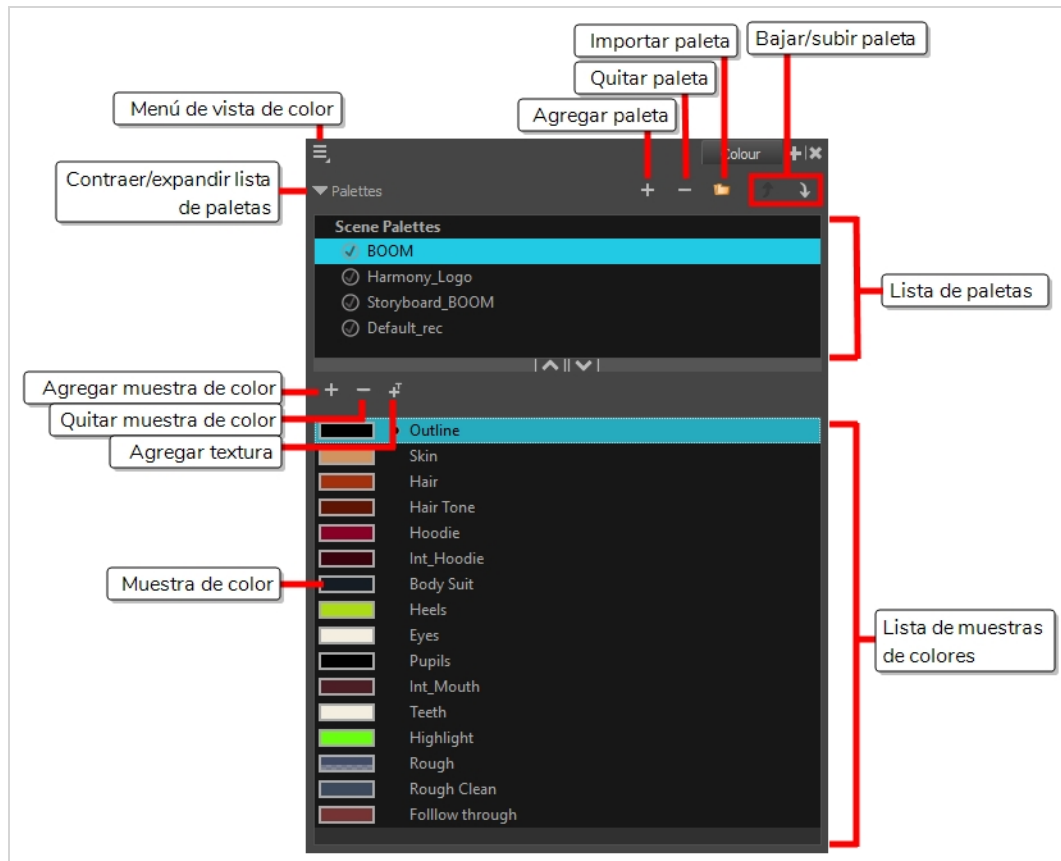 Importar paleta
Bajar/subir paleta
Quitar paleta
Agregar paleta
Menú de vista de color
Colour
Contraer/expandir lista
de paletas
Palettes
Scene Palettes
BOOM
Harmony_Logo
Storyboard_BOOM
Default_rec
Lista de paletas
Agregar muestra de color
Quitar muestra de color
Agregar textura
T
Outline
Skin
Hair
Hair Tone
Hoodie
Int_Hoodie
Muestra de color
Body Suit
Heels
Eyes
Pupils
Int_Mouth
Teeth
Highlight
Rough
Rough Clean
Folllow through
Lista de muestras
de colores